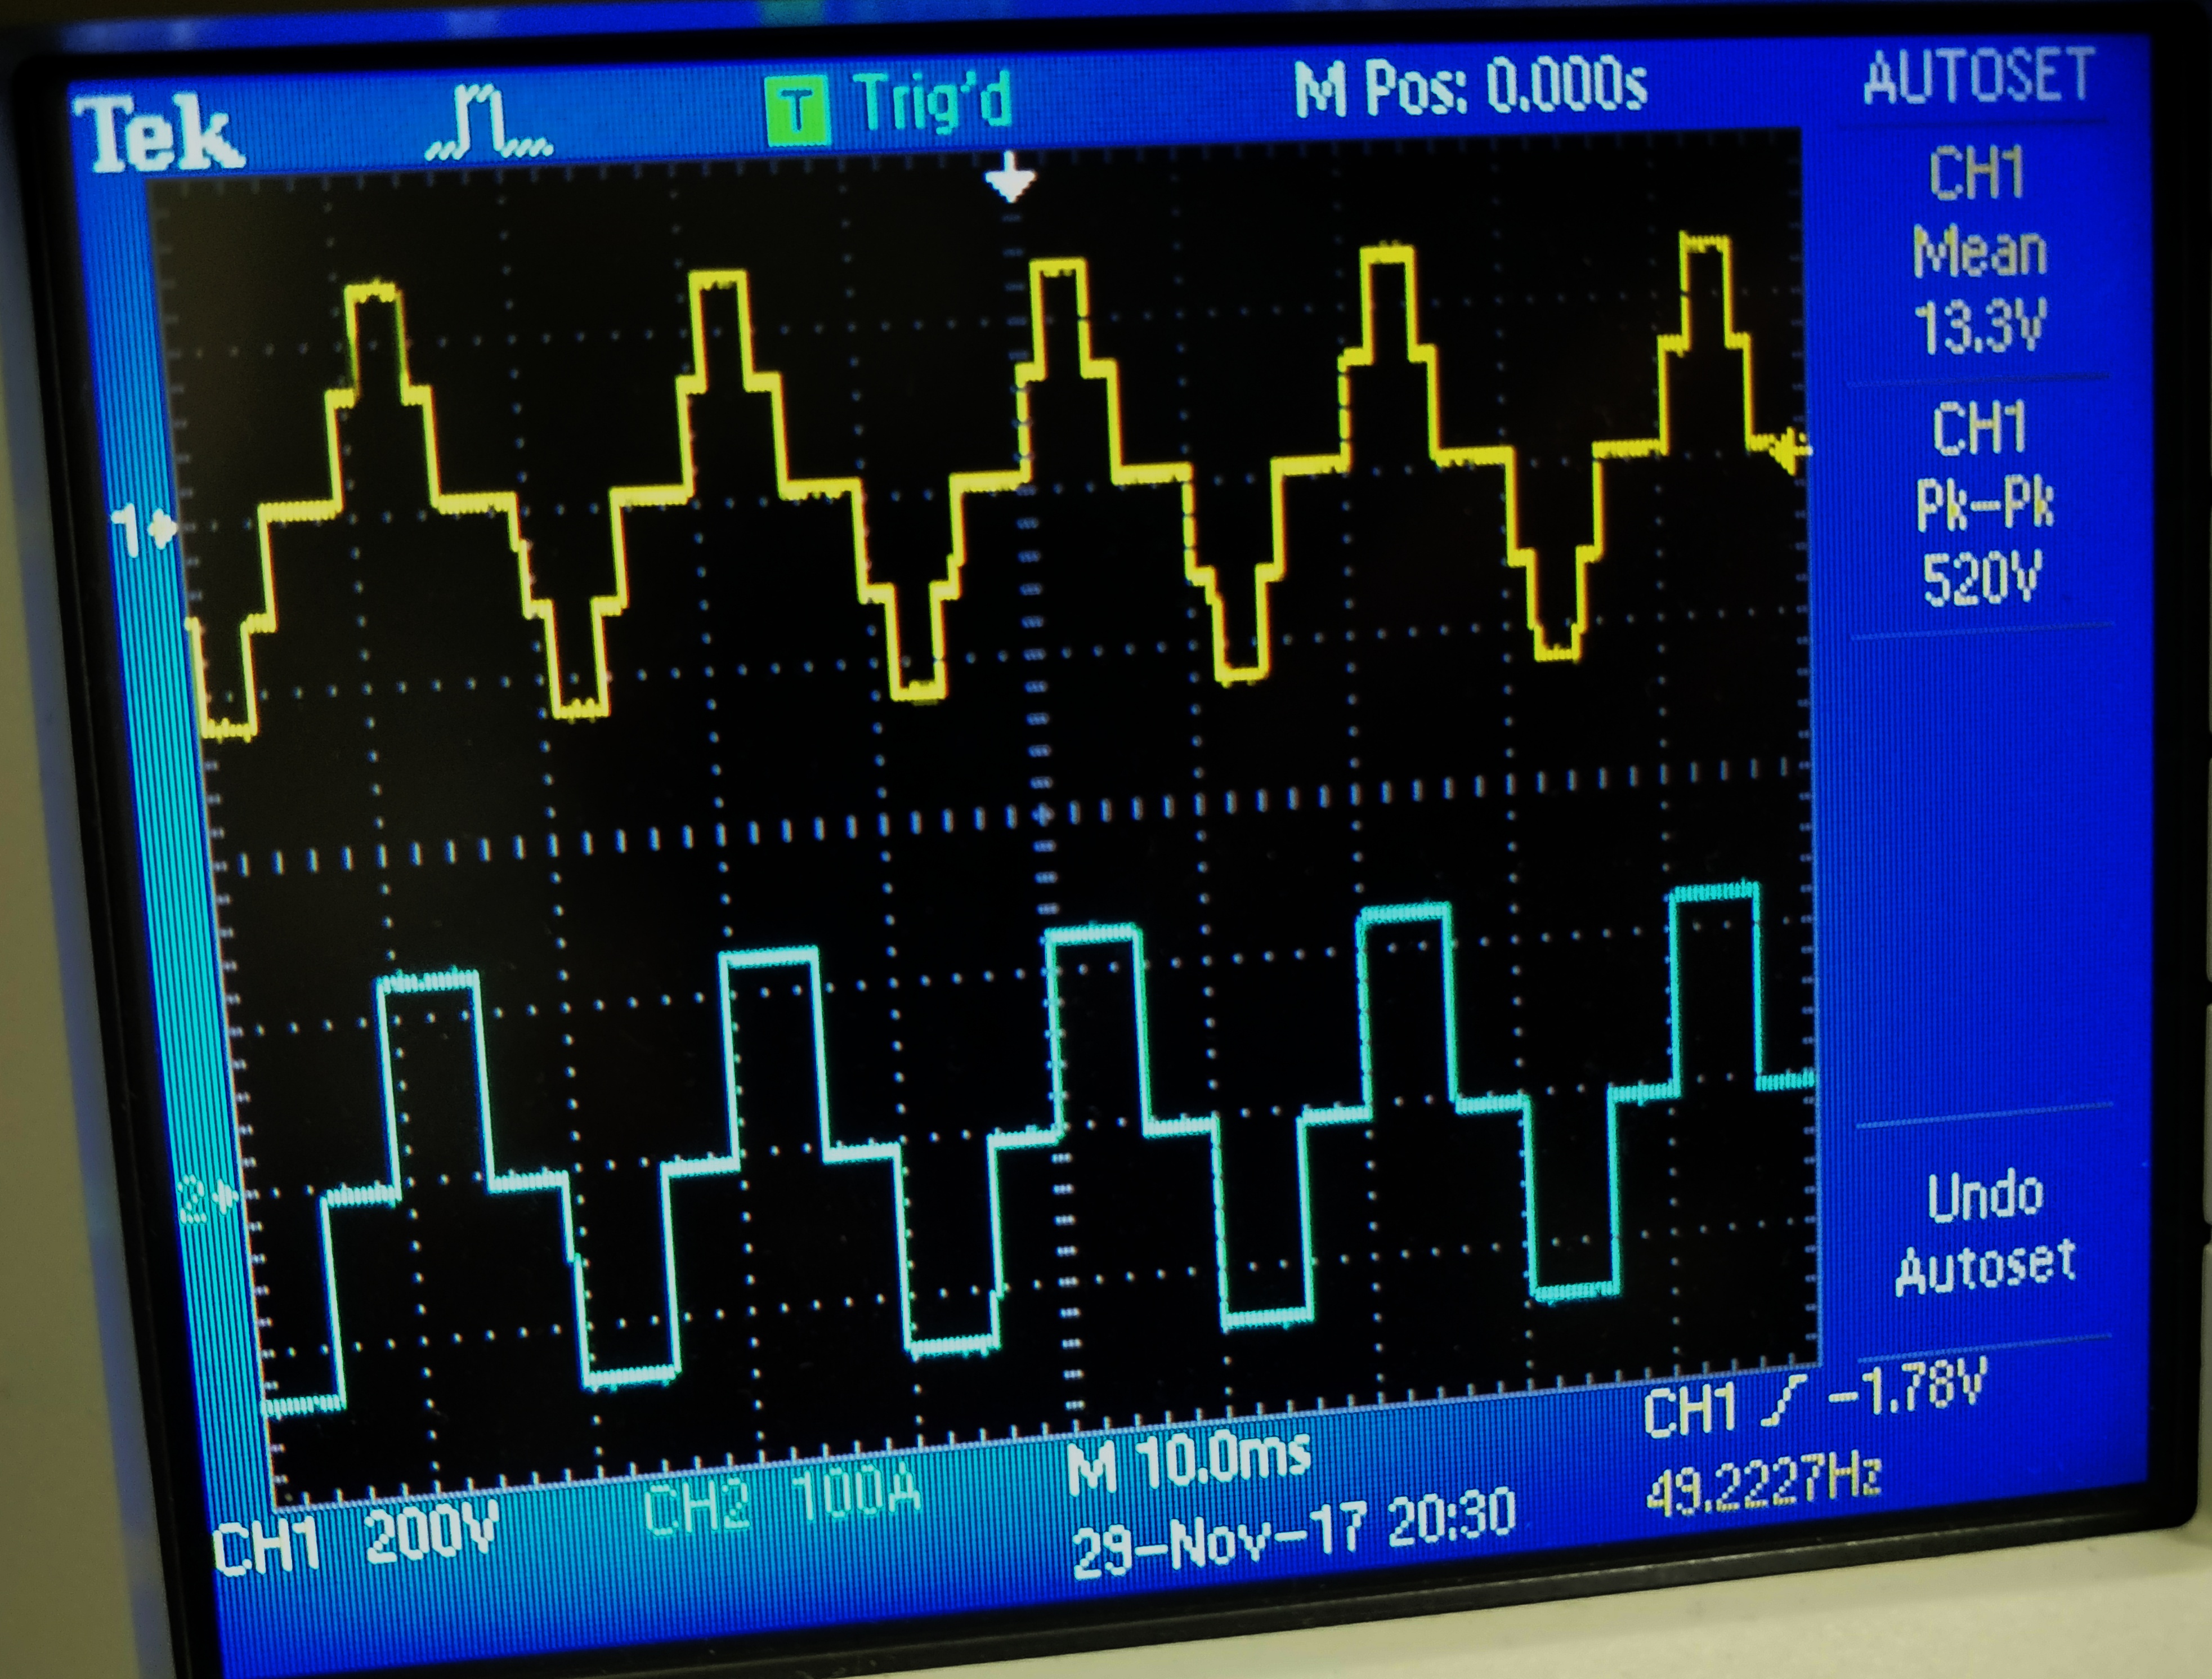 Tek T Trig'd M Pos: 0.000s AUTOSET
CH1
Mean
13.3V
CH1
Pk-Pk
520V
1
2
Undo
Autoset
CH1 200V CH2 100A M 10.0ms CH1 -1.78V
29-Nov-17 20:30 49.2227Hz